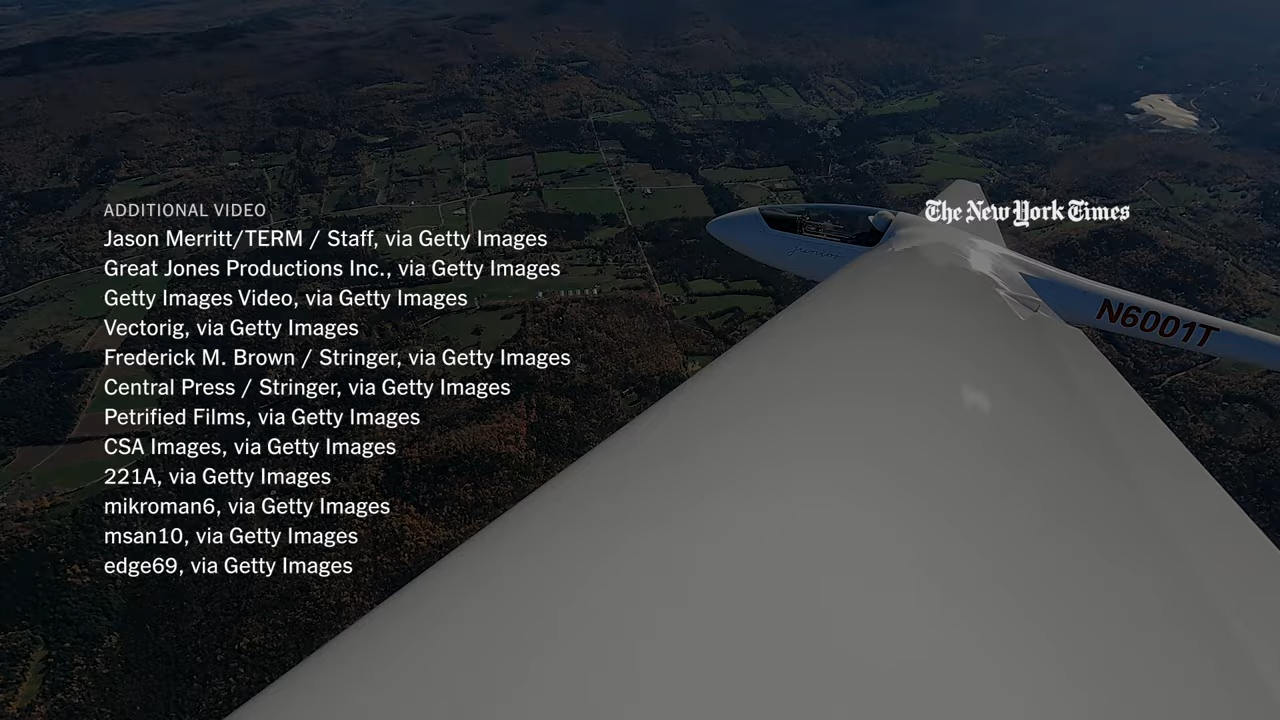 ADDITIONAL VIDEO
Jason Merritt/TERM / Staff, via Getty Images
Great Jones Productions Inc., via Getty Images
Getty Images Video, via Getty Images
Vectorig, via Getty Images
Frederick M. Brown / Stringer, via Getty Images
Central Press / Stringer, via Getty Images
Petrified Films, via Getty Images
CSA Images, via Getty Images
221A, via Getty Images
mikroman6, via Getty Images
msan10, via Getty Images
edge69, via Getty Images
The New York Times
junior
N6001T